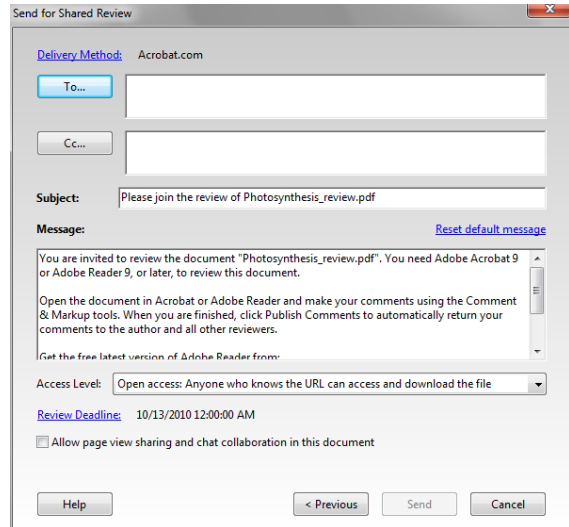 Send for Shared Review
Delivery Method: Acrobat.com
To...
Cc...
Subject: Please join the review of Photosynthesis_review.pdf
Message: Reset default message
You are invited to review the document "Photosynthesis_review.pdf". You need Adobe Acrobat 9
or Adobe Reader 9, or later, to review this document.
Open the document in Acrobat or Adobe Reader and make your comments using the Comment
& Markup tools. When you are finished, click Publish Comments to automatically return your
comments to the author and all other reviewers.
Get the free latest version of Adobe Reader from:
Access Level: Open access: Anyone who knows the URL can access and download the file
Review Deadline: 10/13/2010 12:00:00 AM
Allow page view sharing and chat collaboration in this document
Help < Previous Send Cancel